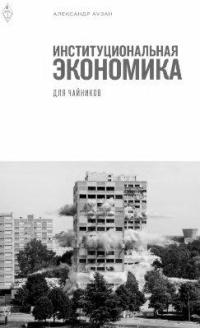 АЛЕКСАНДР АУЗАН
ИНСТИТУЦИОНАЛЬНАЯ
ЭКОНОМИКА
ДЛЯ ЧАЙНИКОВ